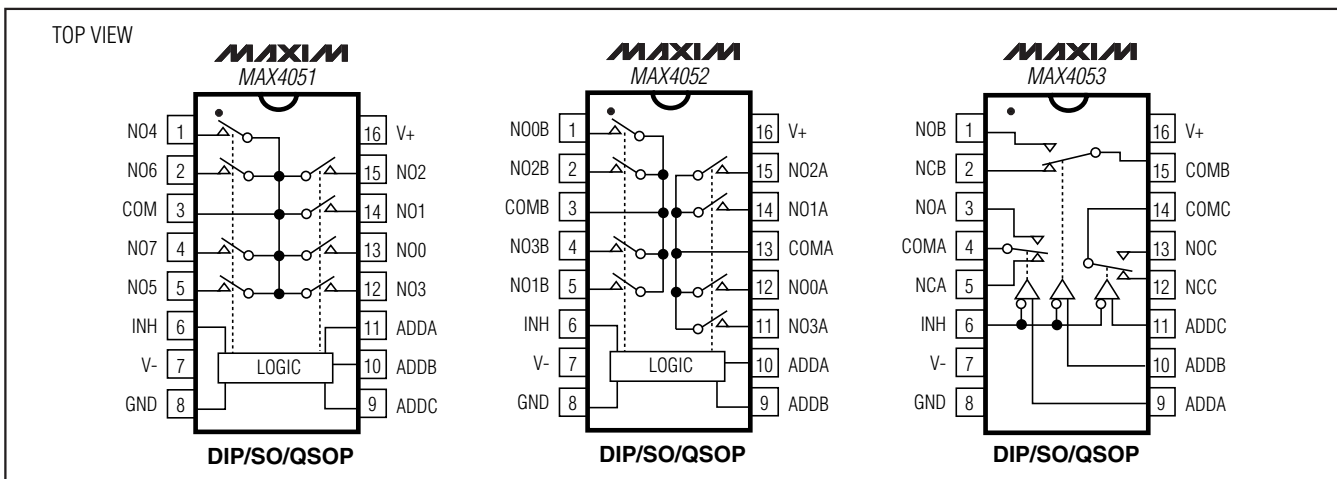 TOP VIEW
MAXIM
MAX4051
NO4 1 16 V+
NO6 2 15 NO2
COM 3 14 NO1
NO7 4 13 NO0
NO5 5 12 NO3
INH 6 11 ADDA
V- 7 LOGIC 10 ADDB
GND 8 9 ADDC
DIP/SO/QSOP
MAXIM
MAX4052
NO0B 1 16 V+
NO2B 2 15 NO2A
COMB 3 14 NO1A
NO3B 4 13 COMA
NO1B 5 12 NO0A
INH 6 11 NO3A
V- 7 LOGIC 10 ADDA
GND 8 9 ADDB
DIP/SO/QSOP
MAXIM
MAX4053
NOB 1 16 V+
NCB 2 15 COMB
NOA 3 14 COMC
COMA 4 13 NOC
NCA 5 12 NCC
INH 6 11 ADDC
V- 7 10 ADDB
GND 8 9 ADDA
DIP/SO/QSOP